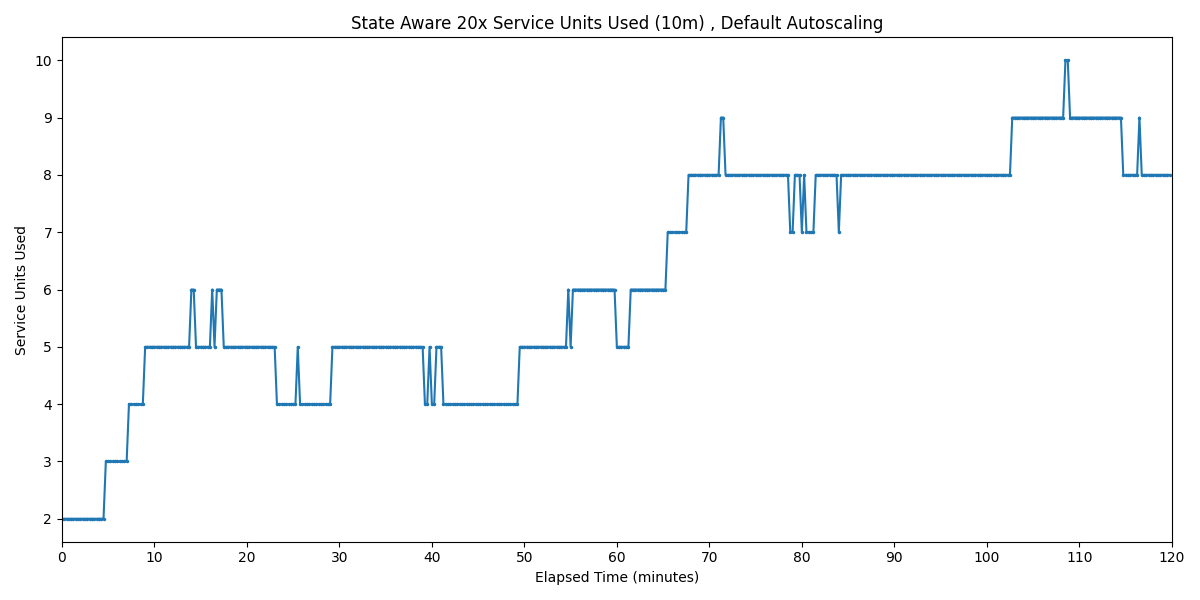 State Aware 20x Service Units Used (10m) , Default Autoscaling
10
9
8
7
6
5
4
3
2
Service Units Used
0 10 20 30 40 50 60 70 80 90 100 110 120
Elapsed Time (minutes)